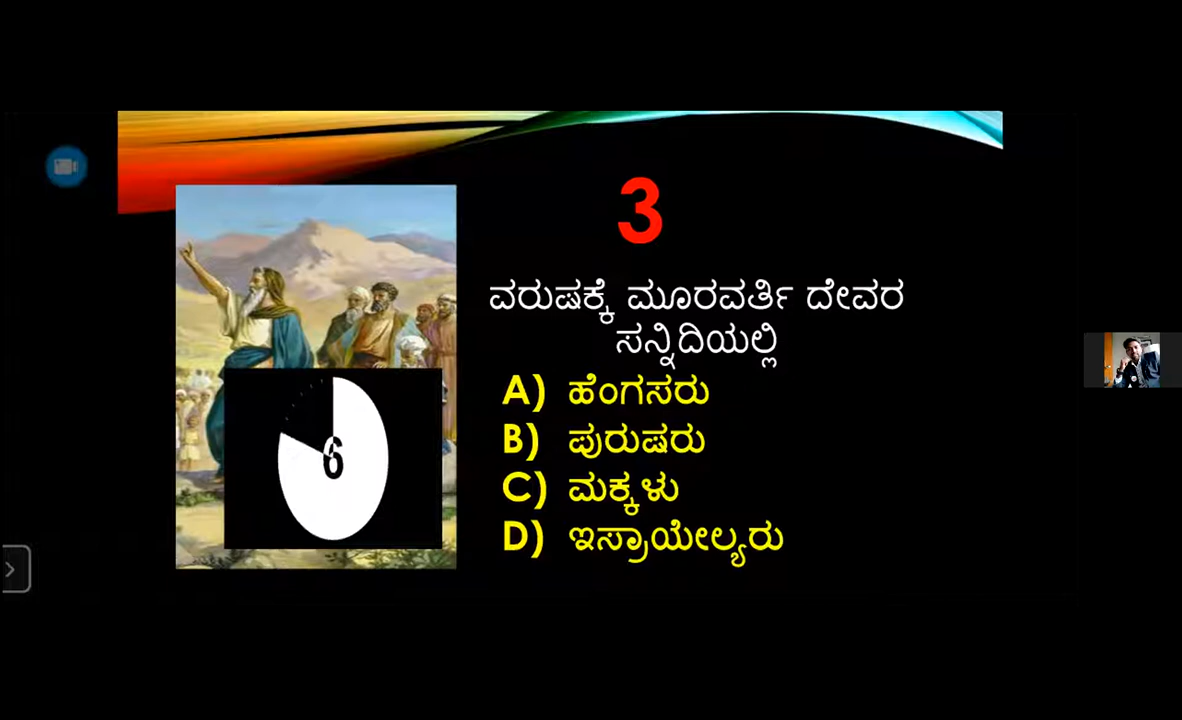 3
ವರುಷಕ್ಕೆ ಮೂರವರ್ತಿ ದೇವರ
ಸನ್ನಿದಿಯಲ್ಲಿ
A) ಹೆಂಗಸರು
B) ಪುರುಷರು
C) ಮಕ್ಕಳು
D) ಇಸ್ರಾಯೇಲ್ಯರು
6